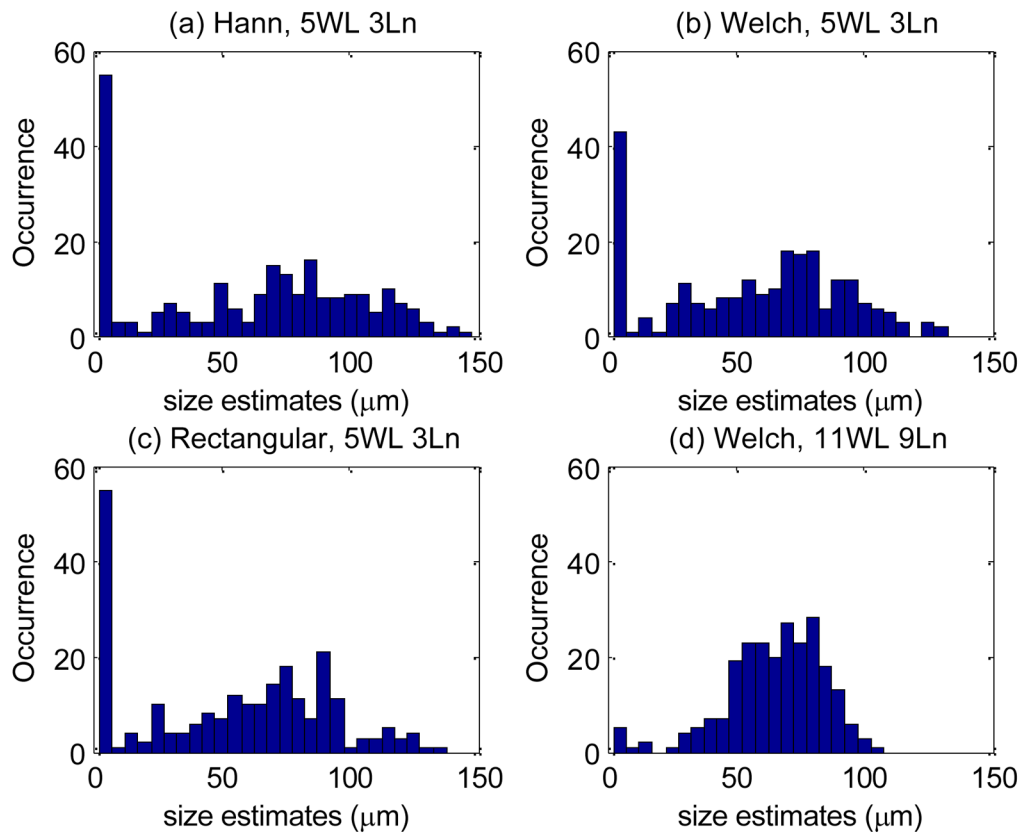 (a) Hann, 5WL 3Ln
60
40
20
0
Occurrence
0 50 100 150
size estimates (μm)
(b) Welch, 5WL 3Ln
60
40
20
0
Occurrence
0 50 100 150
size estimates (μm)
(c) Rectangular, 5WL 3Ln
60
40
20
0
Occurrence
0 50 100 150
size estimates (μm)
(d) Welch, 11WL 9Ln
60
40
20
0
Occurrence
0 50 100 150
size estimates (μm)